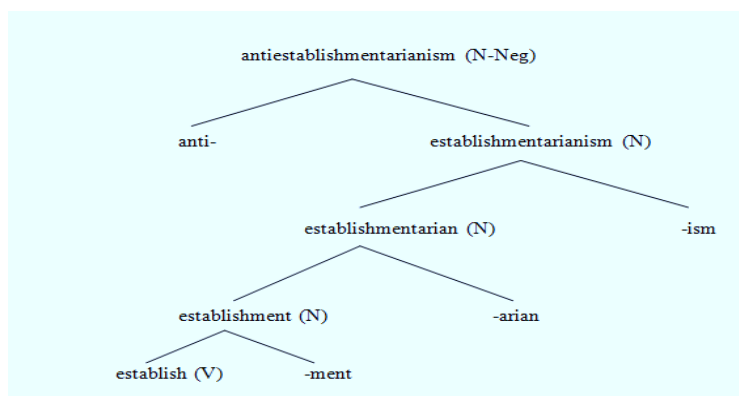 antiestablishmentarianism (N-Neg)
anti- establishmentarianism (N)
establishmentarian (N) -ism
establishment (N) -arian
establish (V) -ment